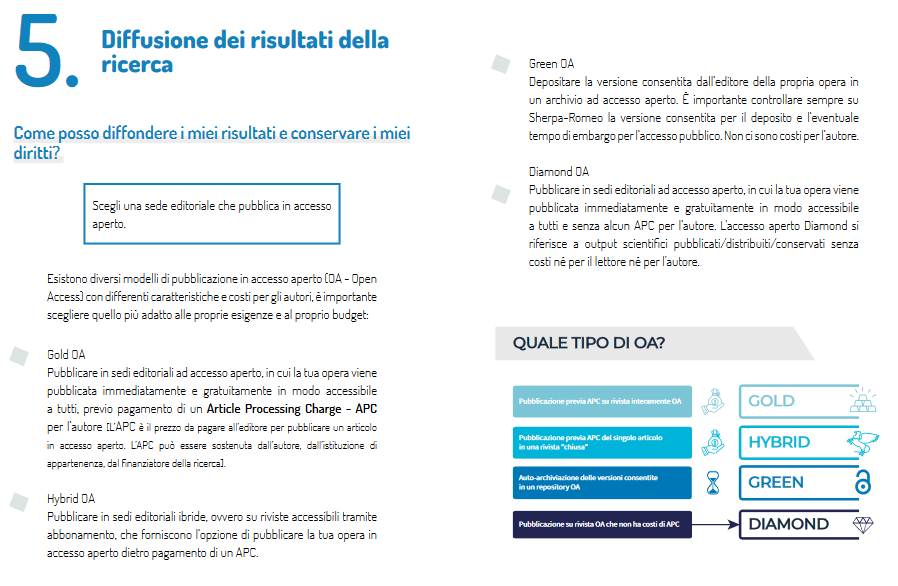 5.
Diffusione dei risultati della
ricerca
Come posso diffondere i miei risultati e conservare i miei
diritti?
Scegli una sede editoriale che pubblica in accesso
aperto.
Esistono diversi modelli di pubblicazione in accesso aperto (OA - Open
Access) con differenti caratteristiche e costi per gli autori, è importante
scegliere quello più adatto alle proprie esigenze e al proprio budget:
Gold OA
Pubblicare in sedi editoriali ad accesso aperto, in cui la tua opera viene
pubblicata immediatamente e gratuitamente in modo accessibile
a tutti, previo pagamento di un Article Processing Charge - APC
per l'autore (L'APC è il prezzo da pagare all'editore per pubblicare un articolo
in accesso aperto. L'APC può essere sostenuta dall'autore, dall'istituzione di
appartenenza, dal finanziatore della ricerca).
Hybrid OA
Pubblicare in sedi editoriali ibride, ovvero su riviste accessibili tramite
abbonamento, che forniscono l'opzione di pubblicare la tua opera in
accesso aperto dietro pagamento di un APC.
Green OA
Depositare la versione consentita dall'editore della propria opera in
un archivio ad accesso aperto. È importante controllare sempre su
Sherpa-Romeo la versione consentita per il deposito e l'eventuale
tempo di embargo per l'accesso pubblico. Non ci sono costi per l'autore.
Diamond OA
Pubblicare in sedi editoriali ad accesso aperto, in cui la tua opera viene
pubblicata immediatamente e gratuitamente in modo accessibile
a tutti e senza alcun APC per l'autore. L'accesso aperto Diamond si
riferisce a output scientifici pubblicati/distribuiti/conservati senza
costi né per il lettore né per l'autore.
QUALE TIPO DI OA?
Pubblicazione previa APC su rivista interamente OA
GOLD
Pubblicazione previa APC del singolo articolo
in una rivista "chiusa"
HYBRID
Auto-archiviazione delle versioni consentite
in un repository OA
GREEN
Pubblicazione su rivista OA che non ha costi di APC
DIAMOND